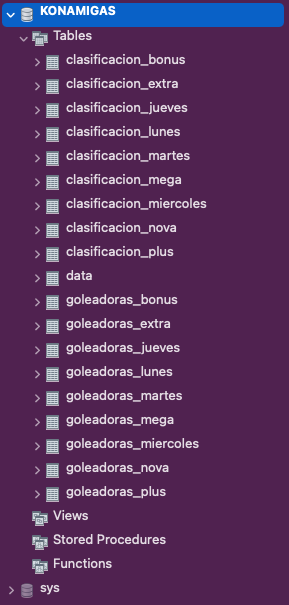 KONAMIGAS
Tables
clasificacion_bonus
clasificacion_extra
clasificacion_jueves
clasificacion_lunes
clasificacion_martes
clasificacion_mega
clasificacion_miercoles
clasificacion_nova
clasificacion_plus
data
goleadoras_bonus
goleadoras_extra
goleadoras_jueves
goleadoras_lunes
goleadoras_martes
goleadoras_mega
goleadoras_miercoles
goleadoras_nova
goleadoras_plus
Views
Stored Procedures
Functions
sys